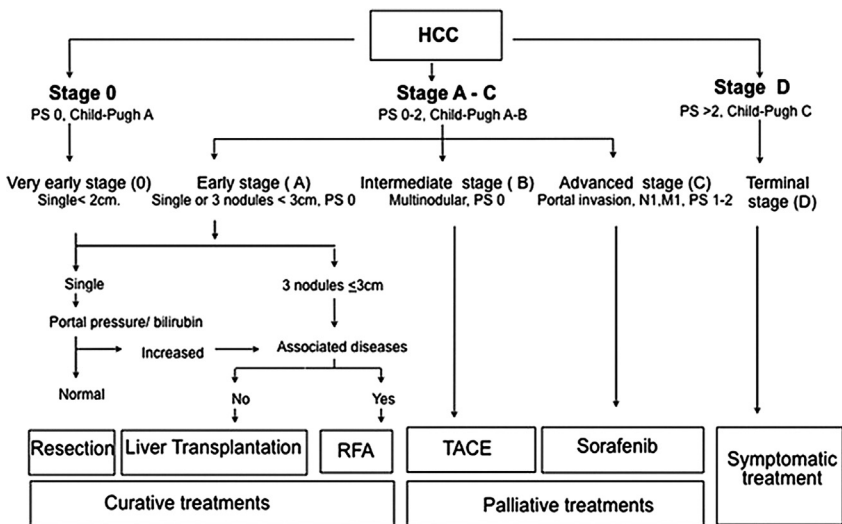 HCC
Stage 0
PS 0, Child-Pugh A
Stage A - C
PS 0-2, Child-Pugh A-B
Stage D
PS >2, Child-Pugh C
Very early stage (0)
Single< 2cm.
Early stage ( A)
Single or 3 nodules < 3cm, PS 0
Intermediate stage ( B)
Multinodular, PS 0
Advanced stage (C)
Portal invasion, N1,M1, PS 1-2
Terminal
stage (D)
Single
3 nodules ≤3cm
Portal pressure/ bilirubin
Increased
Associated diseases
Normal
No
Yes
Resection
Liver Transplantation
RFA
TACE
Sorafenib
Symptomatic
treatment
Curative treatments
Palliative treatments